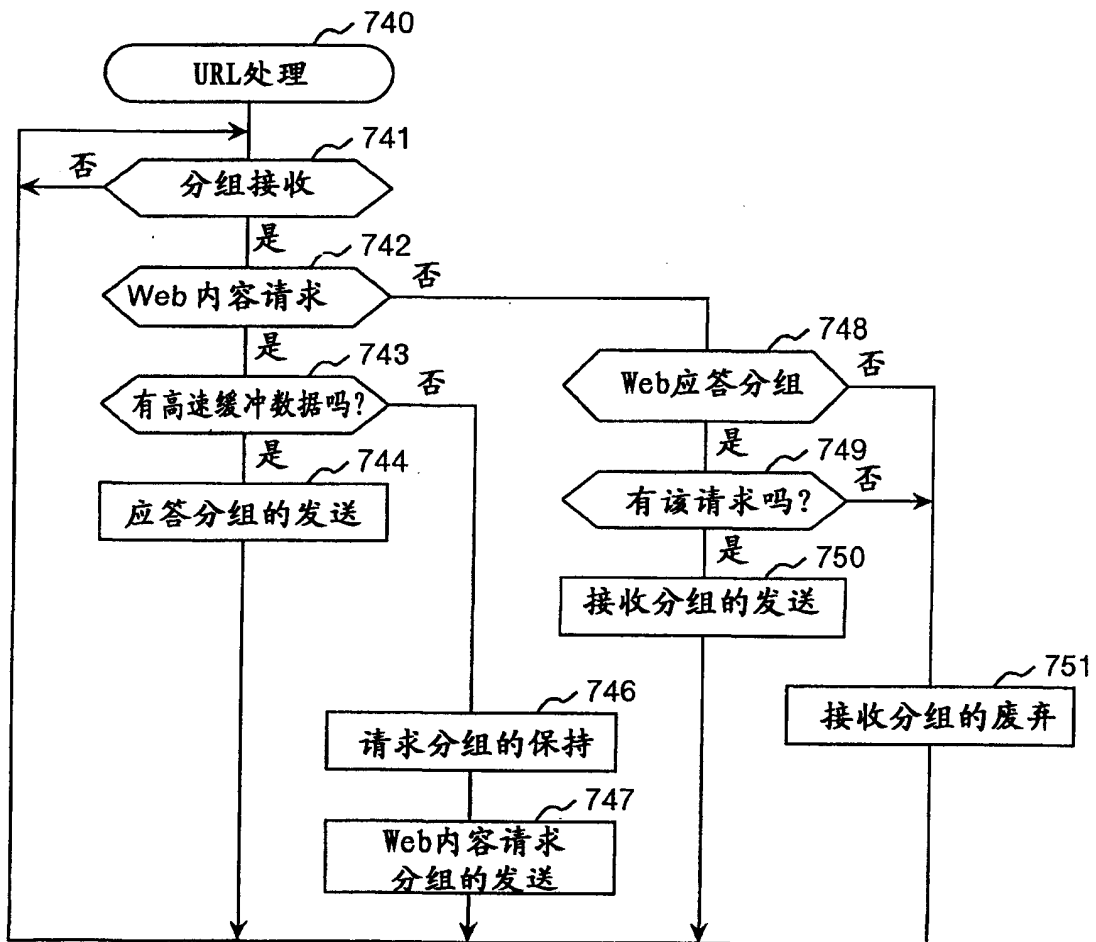 740
URL处理
741
否
分组接收
是
742
否
Web 内容请求
是
743
否
有高速缓冲数据吗?
是
744
应答分组的发送
748
否
Web应答分组
是
749
否
有该请求吗?
是
750
接收分组的发送
746
请求分组的保持
747
Web内容请求
分组的发送
751
接收分组的废弃